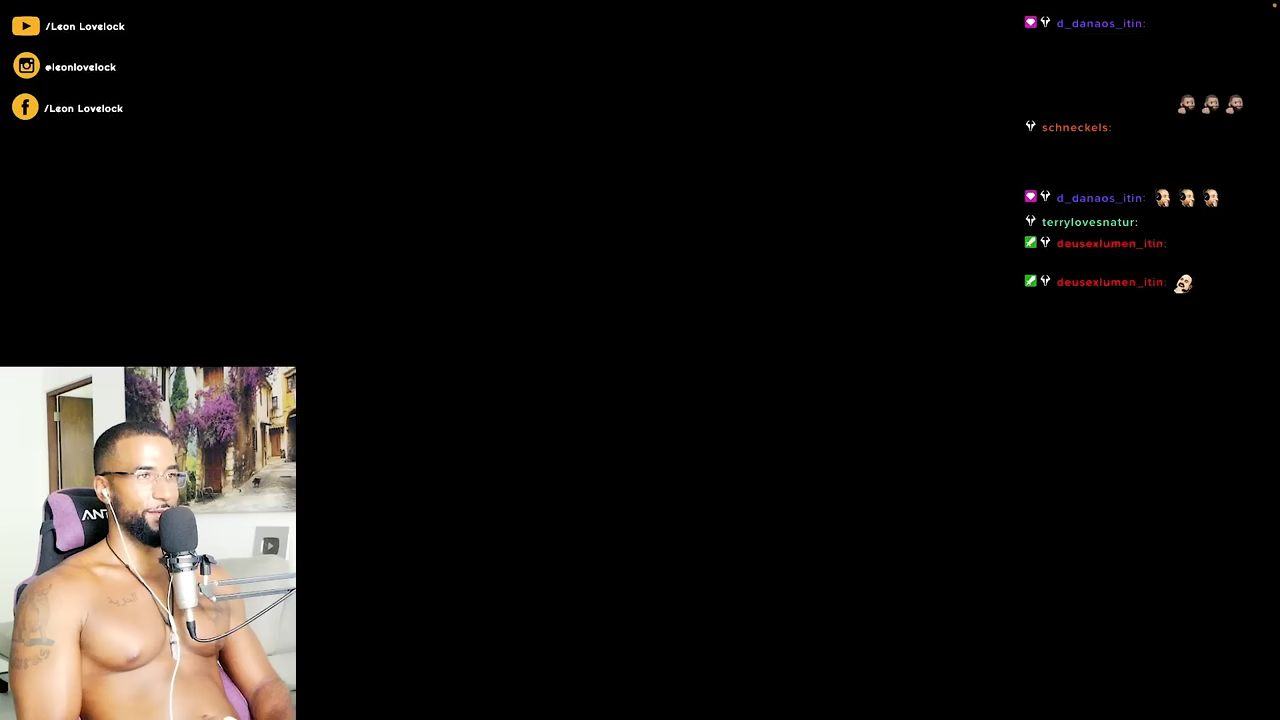 /Leon Lovelock
@leonlovelock
/Leon Lovelock
d_danaos_itin:
schneckels:
d_danaos_itin:
terrylovesnatur:
deusexlumen_itin:
deusexlumen_itin:
ANT